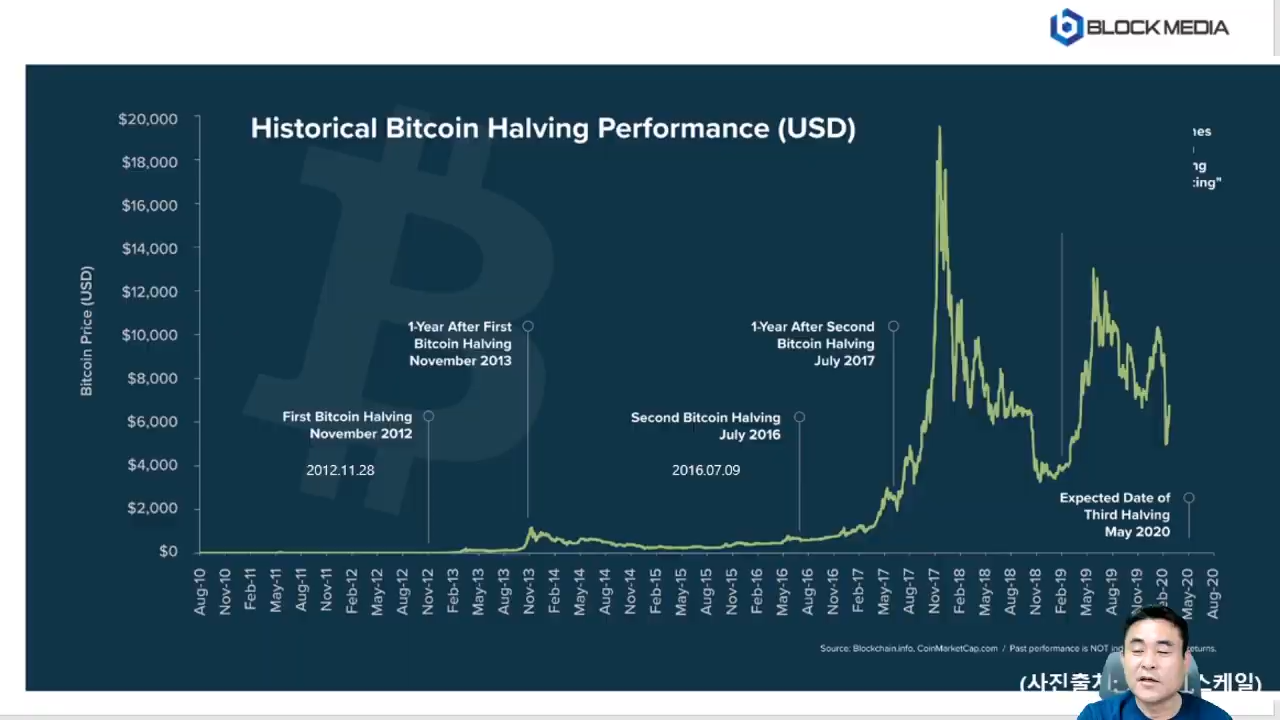 BLOCK MEDIA
Historical Bitcoin Halving Performance (USD)
$20,000
$18,000
$16,000
$14,000
$12,000
$10,000
$8,000
$6,000
$4,000
$2,000
$0
Bitcoin Price (USD)
1-Year After First
Bitcoin Halving
November 2013
First Bitcoin Halving
November 2012
2012.11.28
1-Year After Second
Bitcoin Halving
July 2017
Second Bitcoin Halving
July 2016
2016.07.09
Expected Date of
Third Halving
May 2020
Aug-10
Nov-10
Feb-11
May-11
Aug-11
Nov-11
Feb-12
May-12
Aug-12
Nov-12
Feb-13
May-13
Aug-13
Nov-13
Feb-14
May-14
Aug-14
Nov-14
Feb-15
May-15
Aug-15
Nov-15
Feb-16
May-16
Aug-16
Nov-16
Feb-17
May-17
Aug-17
Nov-17
Feb-18
May-18
Aug-18
Nov-18
Feb-19
May-19
Aug-19
Nov-19
May-20
Aug-20
Source: Blockchain.info, CoinMarketCap.com / Past performance is NOT
(사진출처: 스케일)